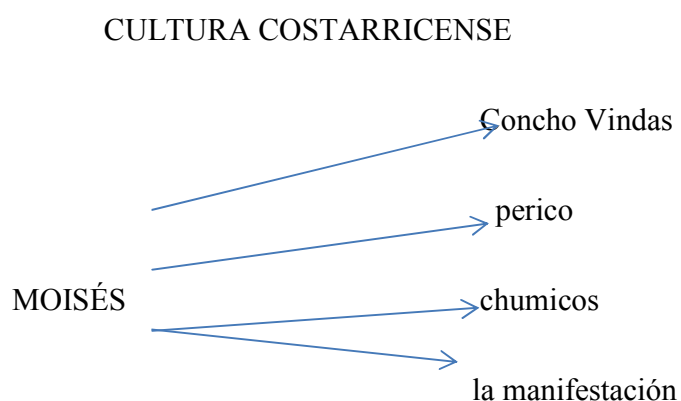 CULTURA COSTARRICENSE
Concho Vindas
perico
MOISÉS
chumicos
la manifestación